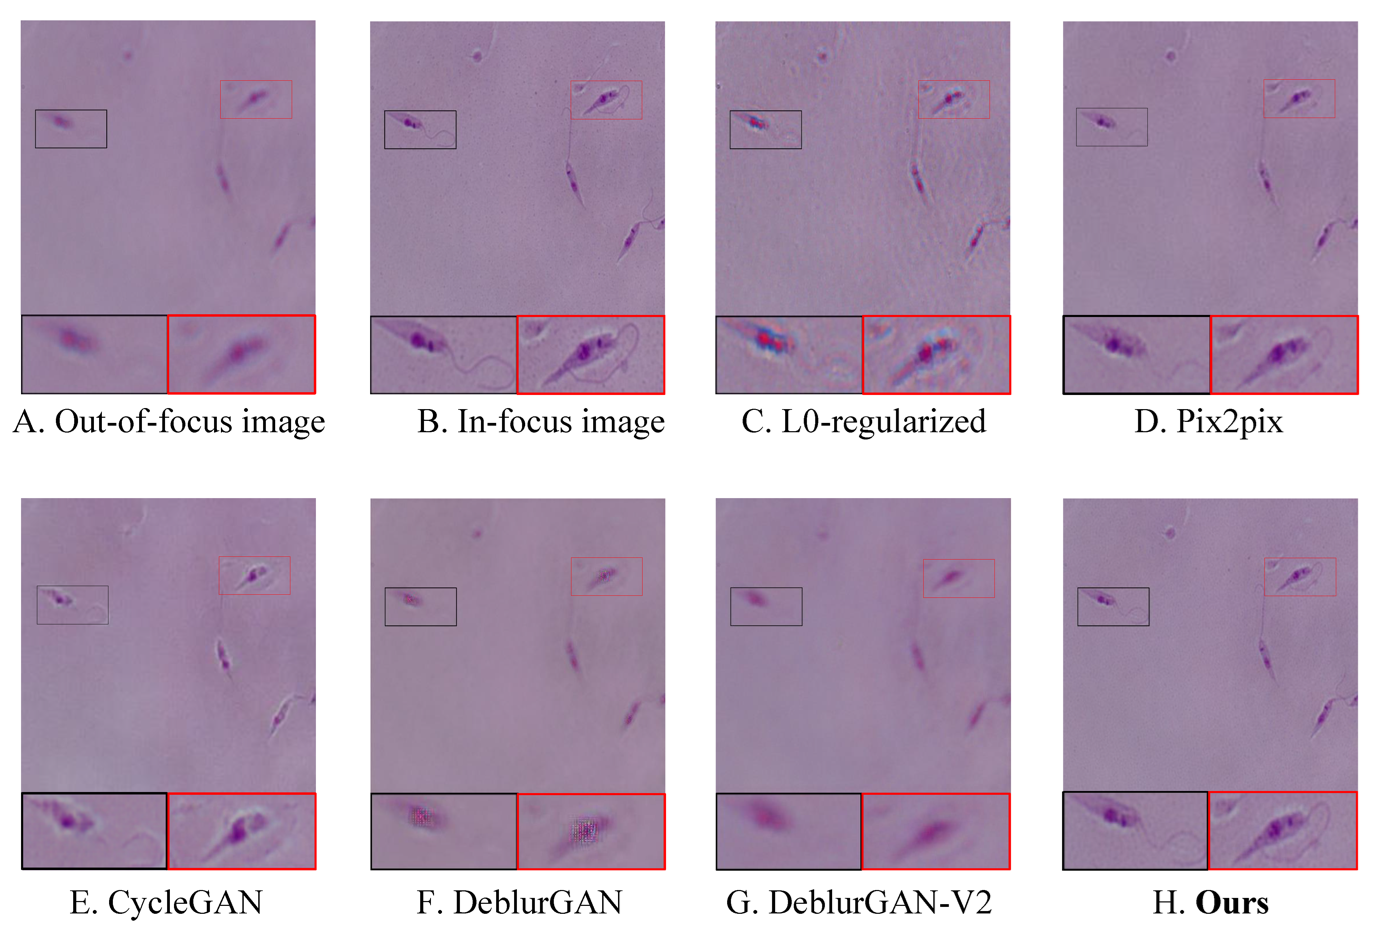 A. Out-of-focus image
B. In-focus image
C. L0-regularized
D. Pix2pix
E. CycleGAN
F. DeblurGAN
G. DeblurGAN-V2
H. Ours